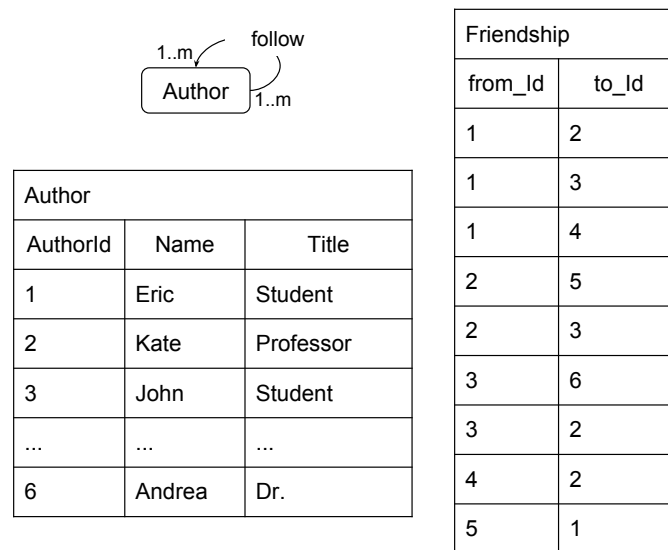 follow
1..m
Author
1..m
Author
AuthorId Name Title
1 Eric Student
2 Kate Professor
3 John Student
... ... ...
6 Andrea Dr.
Friendship
from_Id to_Id
1 2
1 3
1 4
2 5
2 3
3 6
3 2
4 2
5 1